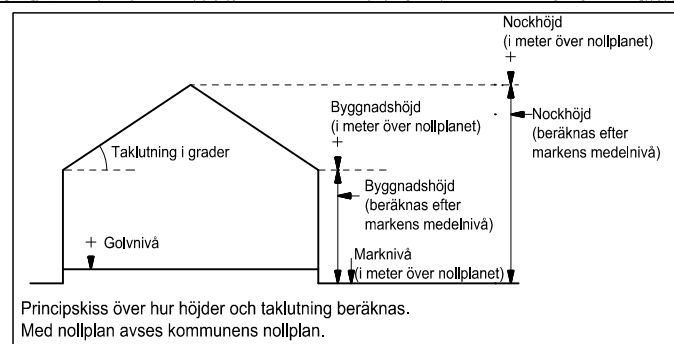 Nockhöjd
(i meter över nollplanet)
+
Byggnadshöjd
(i meter över nollplanet)
+
Nockhöjd
(beräknas efter
markens medelnivå)
Taklutning i grader
Byggnadshöjd
(beräknas efter
markens medelnivå)
+ Golvnivå
Marknivå
(i meter över nollplanet)
+
Principskiss över hur höjder och taklutning beräknas.
Med nollplan avses kommunens nollplan.